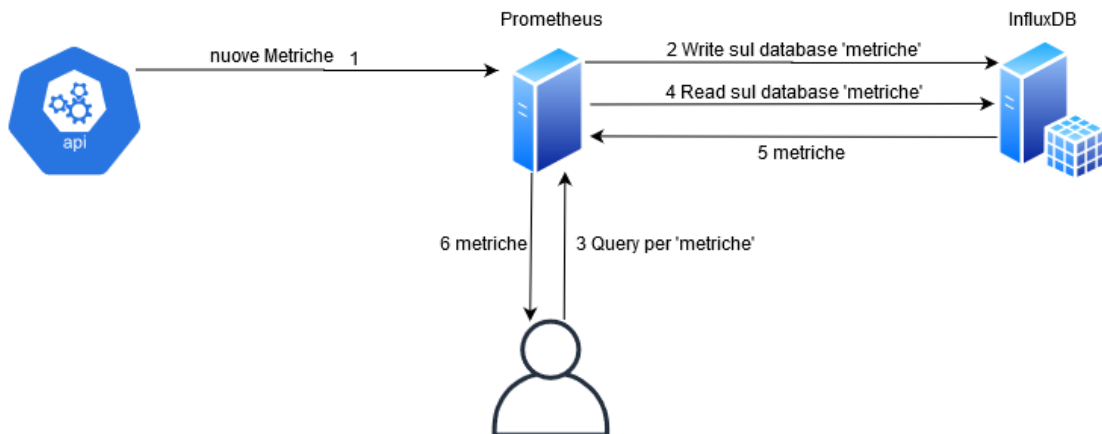 Prometheus
InfluxDB
nuove Metriche 1
2 Write sul database 'metriche'
4 Read sul database 'metriche'
api
5 metriche
6 metriche
3 Query per 'metriche'